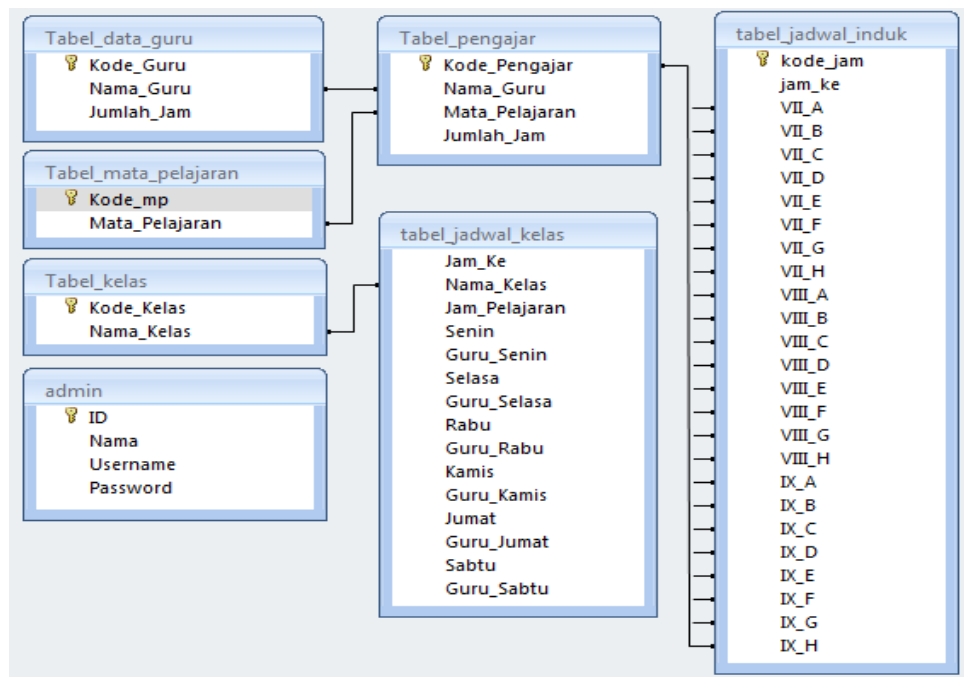 Tabel_data_guru
Kode_Guru
Nama_Guru
Jumlah_Jam
Tabel_mata_pelajaran
Kode_mp
Mata_Pelajaran
Tabel_kelas
Kode_Kelas
Nama_Kelas
admin
ID
Nama
Username
Password
Tabel_pengajar
Kode_Pengajar
Nama_Guru
Mata_Pelajaran
Jumlah_Jam
tabel_jadwal_kelas
Jam_Ke
Nama_Kelas
Jam_Pelajaran
Senin
Guru_Senin
Selasa
Guru_Selasa
Rabu
Guru_Rabu
Kamis
Guru_Kamis
Jumat
Guru_Jumat
Sabtu
Guru_Sabtu
tabel_jadwal_induk
kode_jam
jam_ke
VII_A
VII_B
VII_C
VII_D
VII_E
VII_F
VII_G
VII_H
VIII_A
VIII_B
VIII_C
VIII_D
VIII_E
VIII_F
VIII_G
VIII_H
IX_A
IX_B
IX_C
IX_D
IX_E
IX_F
IX_G
IX_H